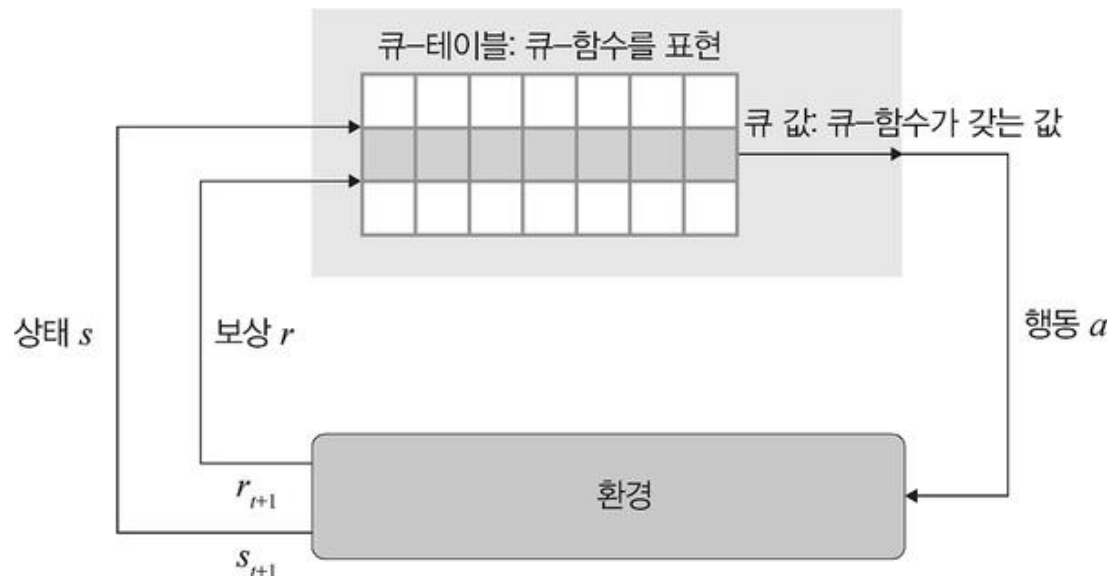 큐-테이블: 큐-함수를 표현
큐 값: 큐-함수가 갖는 값
상태 s
보상 r
행동 a
환경
r_{t+1}
s_{t+1}